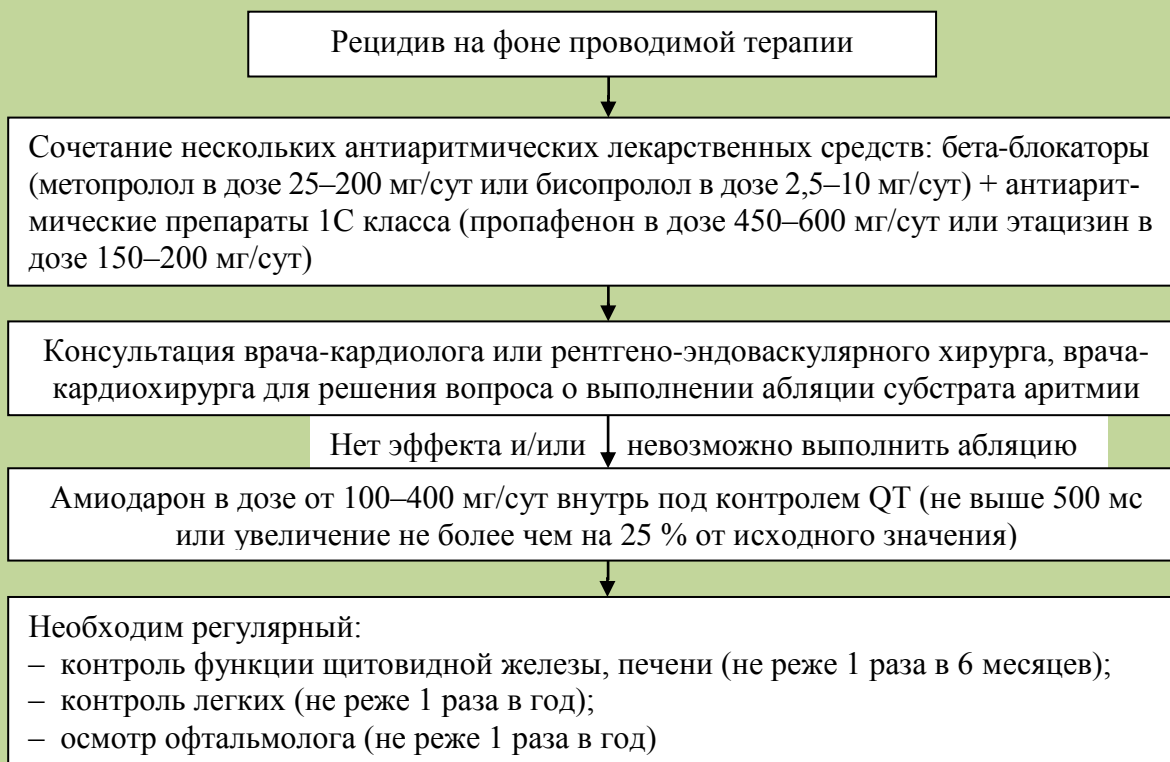 Рецидив на фоне проводимой терапии
Сочетание нескольких антиаритмических лекарственных средств: бета-блокаторы
(метопролол в дозе 25–200 мг/сут или бисопролол в дозе 2,5–10 мг/сут) + антиарит-
мические препараты 1С класса (пропафенон в дозе 450–600 мг/сут или этацизин в
дозе 150–200 мг/сут)
Консультация врача-кардиолога или рентгено-эндоваскулярного хирурга, врача-
кардиохирурга для решения вопроса о выполнении абляции субстрата аритмии
Нет эффекта и/или невозможно выполнить абляцию
Амиодарон в дозе от 100–400 мг/сут внутрь под контролем QT (не выше 500 мс
или увеличение не более чем на 25 % от исходного значения)
Необходим регулярный:
– контроль функции щитовидной железы, печени (не реже 1 раза в 6 месяцев);
– контроль легких (не реже 1 раза в год);
– осмотр офтальмолога (не реже 1 раза в год)